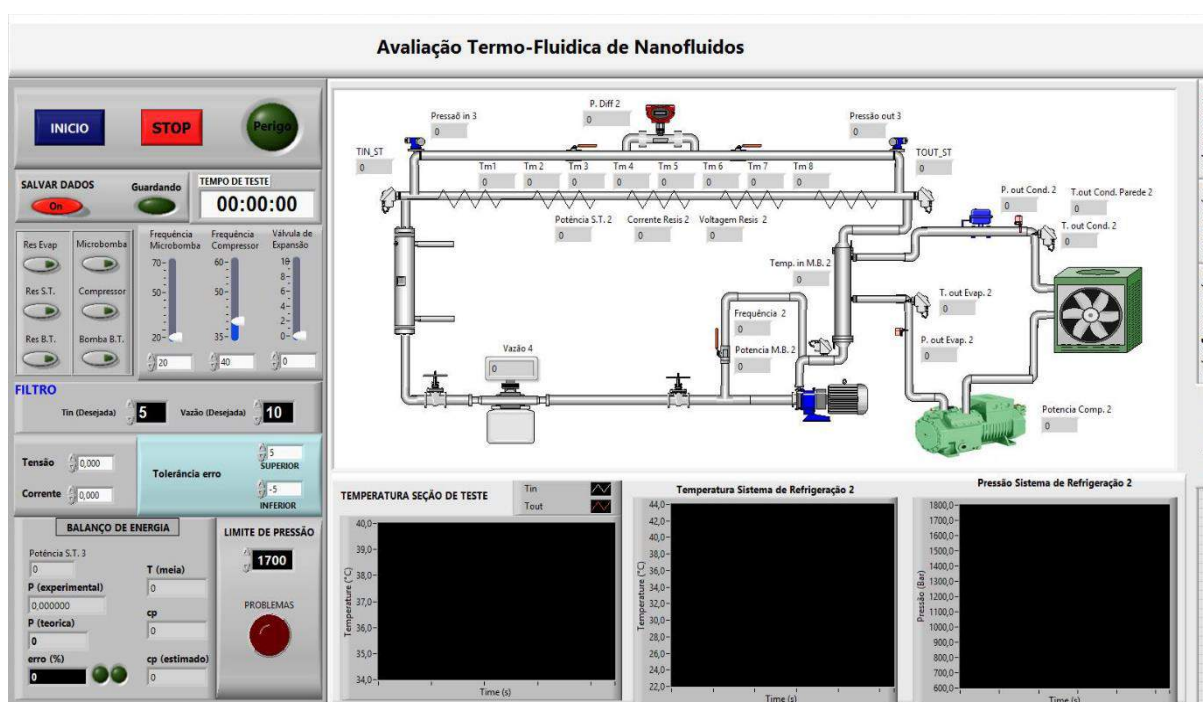 Avaliação Termo-Fluidica de Nanofluidos
INICIO
STOP
Perigo
SALVAR DADOS
On
Guardando
TEMPO DE TESTE
00:00:00
Res Evap
Microbomba
Res S.T.
Compressor
Res B.T.
Bomba B.T.
Frequência Microbomba
70
50
20
20
Frequência Compressor
60
50
35
40
Válvula de Expansão
10
8
6
4
2
0
0
FILTRO
Tin (Desejada)
5
Vazão (Desejada)
10
Tensão
0,000
Corrente
0,000
Tolerância erro
5
SUPERIOR
-5
INFERIOR
BALANÇO DE ENERGIA
Poténcia S.T. 3
0
P (experimental)
0,000000
P (teorica)
0
erro (%)
0
T (meia)
0
cp
0
cp (estimado)
0
LIMITE DE PRESSÃO
1700
PROBLEMAS
Pressaõ in 3
0
P. Diff 2
0
Pressão out 3
0
TIN_ST
0
Tm1
0
Tm 2
0
Tm 3
0
Tm 4
0
Tm 5
0
Tm 6
0
Tm 7
0
Tm 8
0
TOUT_ST
0
Poténcia S.T. 2
0
Corrente Resis 2
0
Voltagem Resis 2
0
P. out Cond. 2
0
T.out Cond. Parede 2
0
T. out Cond. 2
0
Temp. in M.B. 2
0
T. out Evap. 2
0
Frequência 2
0
P. out Evap. 2
0
Potencia M.B. 2
0
Vazão 4
0
Potencia Comp. 2
0
TEMPERATURA SEÇÃO DE TESTE
Tin
Tout
40,0
39,0
38,0
37,0
36,0
35,0
34,0
Temperature (°C)
Time (s)
Temperatura Sistema de Refrigeração 2
44,0
42,0
40,0
38,0
36,0
34,0
32,0
30,0
28,0
26,0
24,0
22,0
Temperature (°C)
Time (s)
Pressão Sistema de Refrigeração 2
1800,0
1700,0
1600,0
1500,0
1400,0
1300,0
1200,0
1100,0
1000,0
900,0
800,0
700,0
600,0
Pressão (Bar)
Time (s)